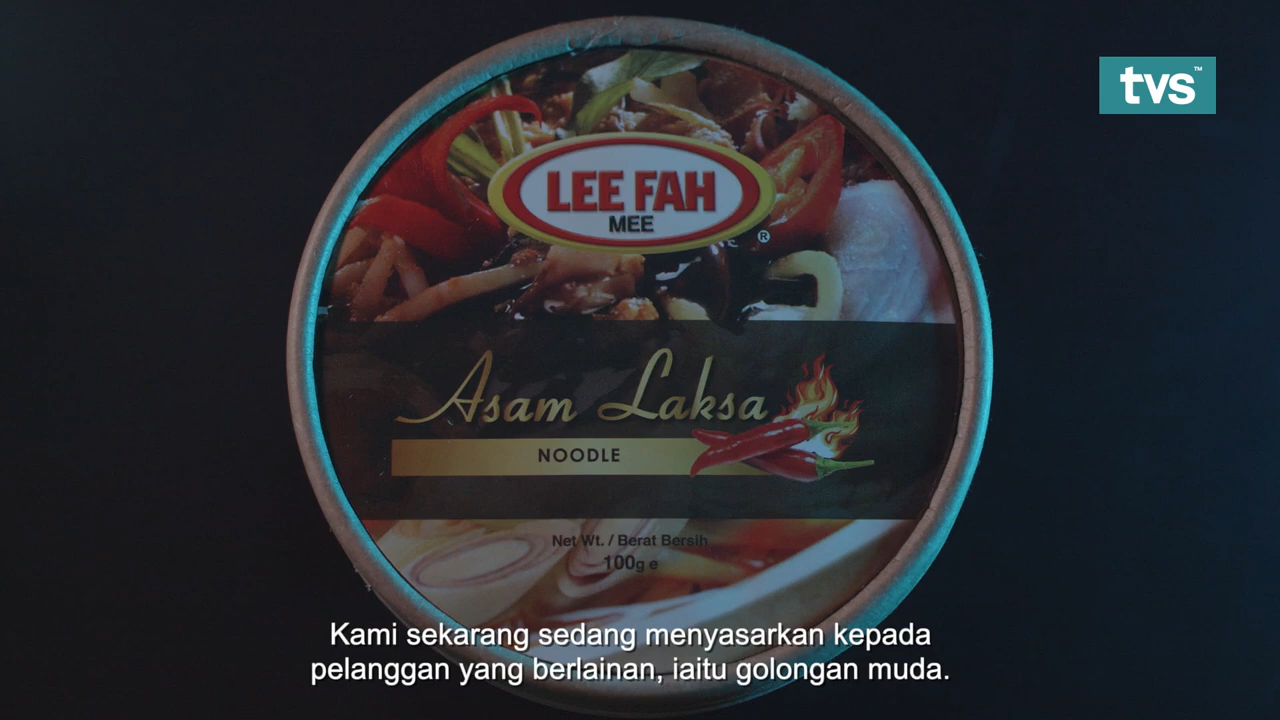 tvs™
LEE FAH
MEE
®
Asam Laksa
NOODLE
Net Wt. / Berat Bersih
100g e
Kami sekarang sedang menyasarkan kepada
pelanggan yang berlainan, iaitu golongan muda.